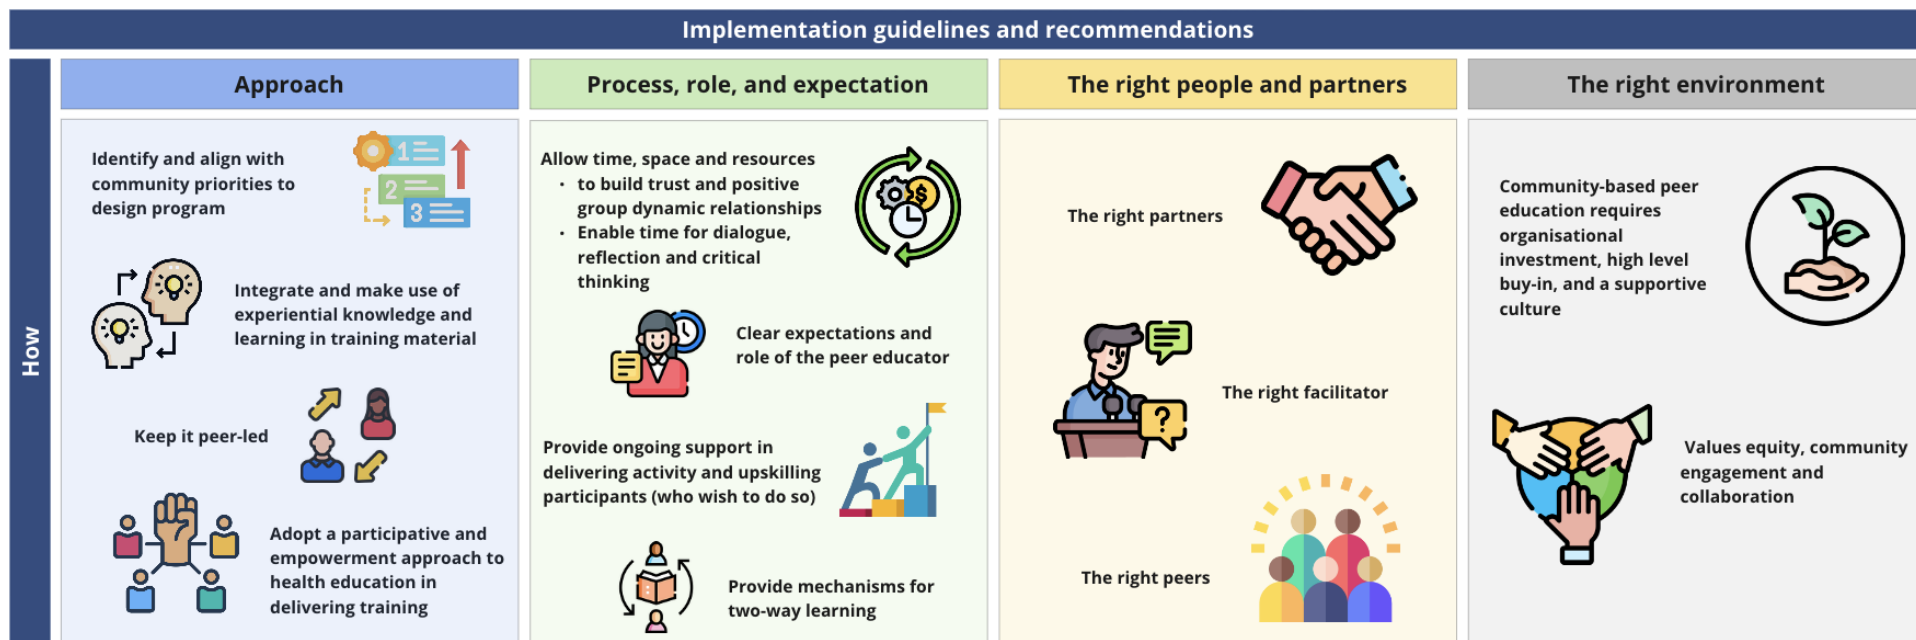 Implementation guidelines and recommendations
How
Approach
Identify and align with
community priorities to
design program
1
2
3
Integrate and make use of
experiential knowledge and
learning in training material
Keep it peer-led
Adopt a participative and
empowerment approach to
health education in
delivering training
Process, role, and expectation
Allow time, space and resources
· to build trust and positive
group dynamic relationships
· Enable time for dialogue,
reflection and critical
thinking
$
Clear expectations and
role of the peer educator
Provide ongoing support in
delivering activity and upskilling
participants (who wish to do so)
Provide mechanisms for
two-way learning
The right people and partners
The right partners
The right facilitator
?
The right peers
The right environment
Community-based peer
education requires
organisational
investment, high level
buy-in, and a supportive
culture
Values equity, community
engagement and
collaboration